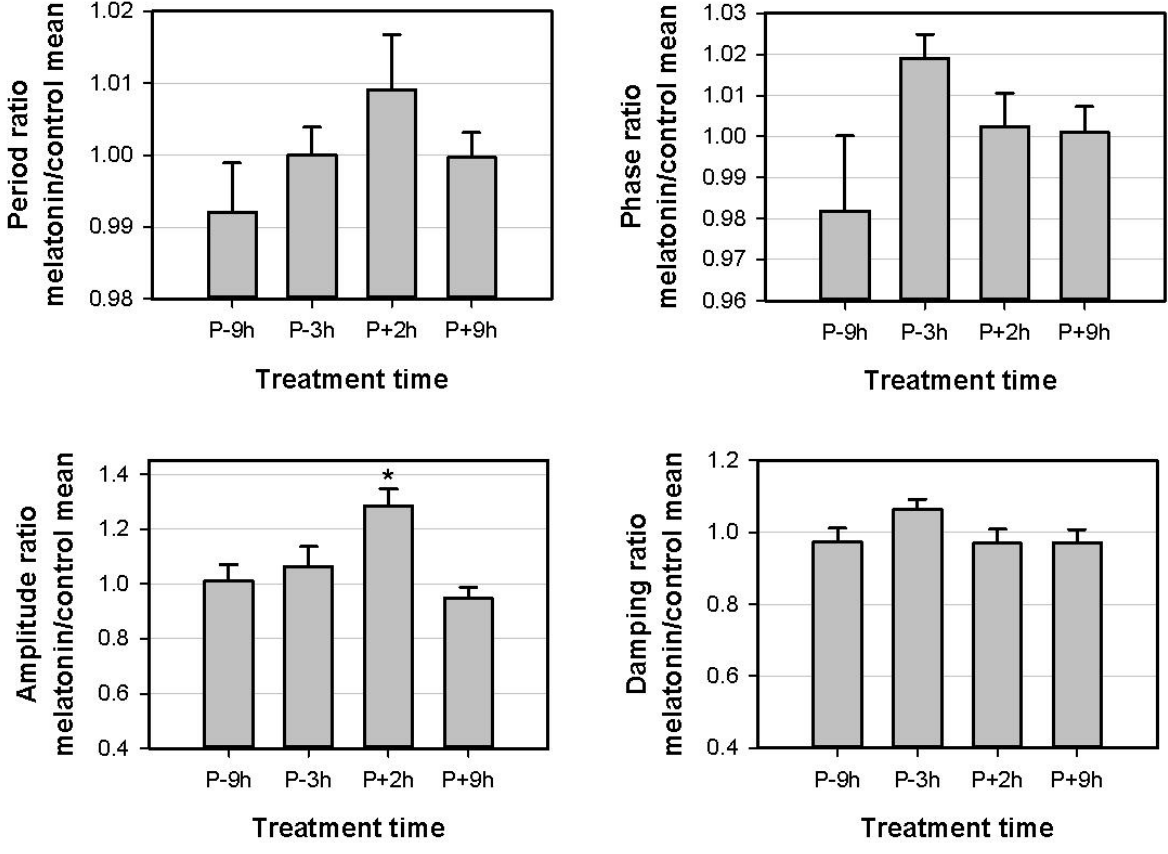 Period ratio
melatonin/control mean
1.02
1.01
1.00
0.99
0.98
P-9h P-3h P+2h P+9h
Treatment time
Phase ratio
melatonin/control mean
1.03
1.02
1.01
1.00
0.99
0.98
0.97
0.96
P-9h P-3h P+2h P+9h
Treatment time
Amplitude ratio
melatonin/control mean
1.4
1.2
1.0
0.8
0.6
0.4
*
P-9h P-3h P+2h P+9h
Treatment time
Damping ratio
melatonin/control mean
1.2
1.0
0.8
0.6
0.4
P-9h P-3h P+2h P+9h
Treatment time